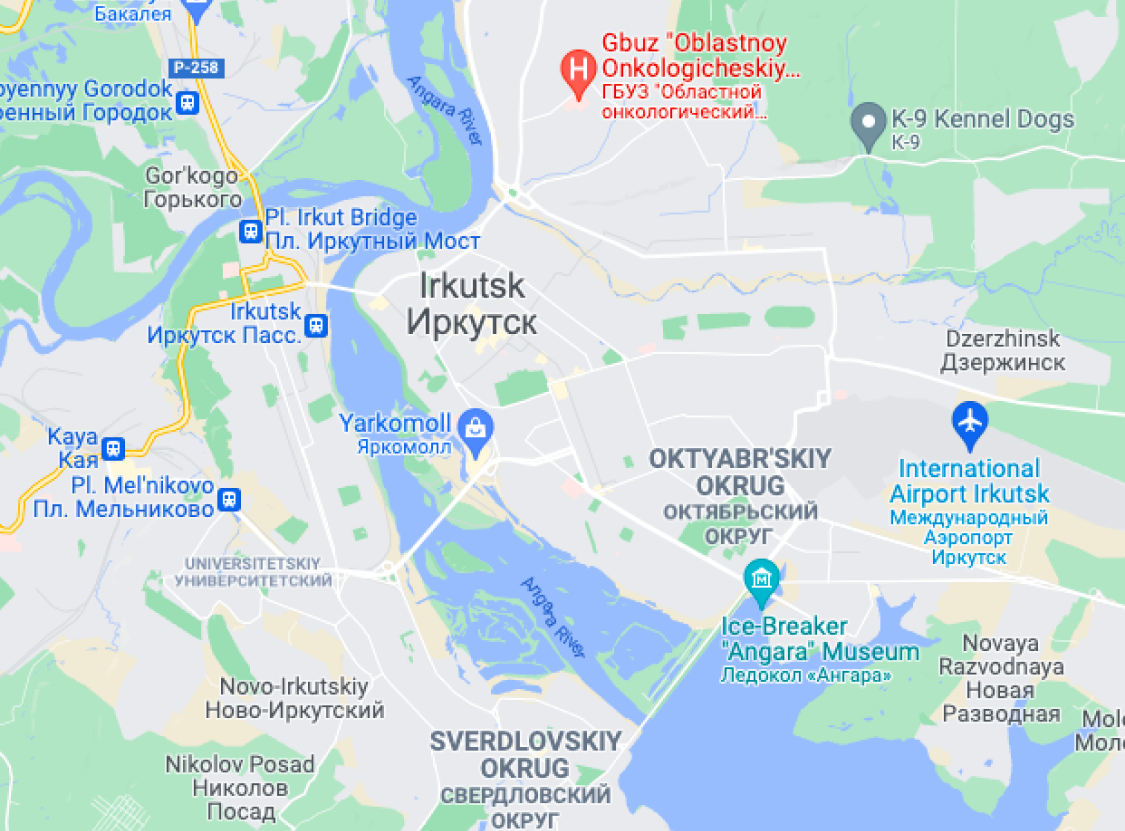 Бакалея
P-258
oyennyy Gorodok
енный Городок
Angara River
Gbuz "Oblastnoy
Onkologicheskiy...
ГБУЗ "Областной
онкологический...
K-9 Kennel Dogs
К-9
Gor'kogo
Горького
Pl. Irkut Bridge
Пл. Иркутный Мост
Irkutsk
Иркутск
Irkutsk
Иркутск Пасс.
Dzerzhinsk
Дзержинск
Yarkomoll
Яркомолл
Kaya
Кая
Pl. Mel'nikovo
Пл. Мельниково
OKTYABR'SKIY
OKRUG
ОКТЯБРЬСКИЙ
ОКРУГ
International
Airport Irkutsk
Международный
Аэропорт
Иркутск
UNIVERSITETSKIY
УНИВЕРСИТЕТСКИЙ
Angara River
Ice-Breaker
"Angara" Museum
Ледокол «Ангара»
Novaya
Razvodnaya
Новая
Разводная
Novo-Irkutskiy
Ново-Иркутский
SVERDLOVSKIY
OKRUG
СВЕРДЛОВСКИЙ
ОКРУГ
Nikolov Posad
Николов
Посад
Mol
Мол